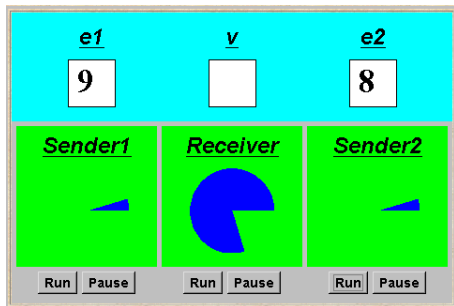 e1 v e2
9 8
Sender1 Receiver Sender2
Run Pause Run Pause Run Pause